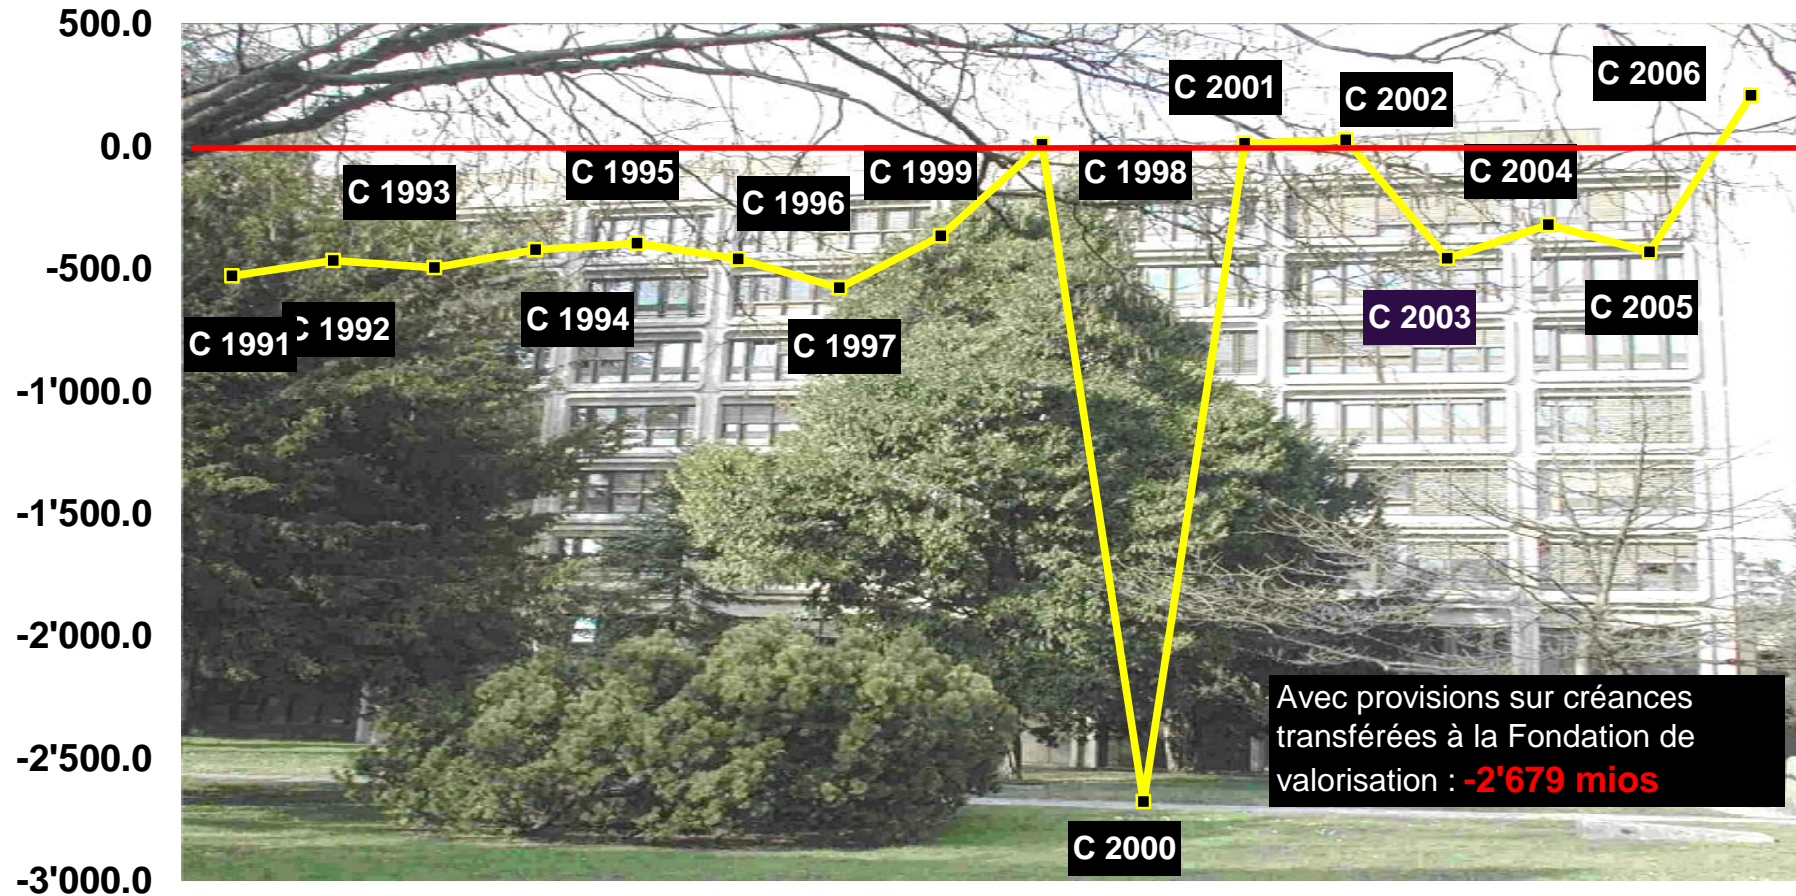 500.0
0.0
-500.0
-1'000.0
-1'500.0
-2'000.0
-2'500.0
-3'000.0
C 1991
C 1992
C 1993
C 1994
C 1995
C 1996
C 1997
C 1999
C 1998
C 2000
C 2001
C 2002
C 2003
C 2004
C 2005
C 2006
Avec provisions sur créances
transférées à la Fondation de
valorisation : -2'679 mios